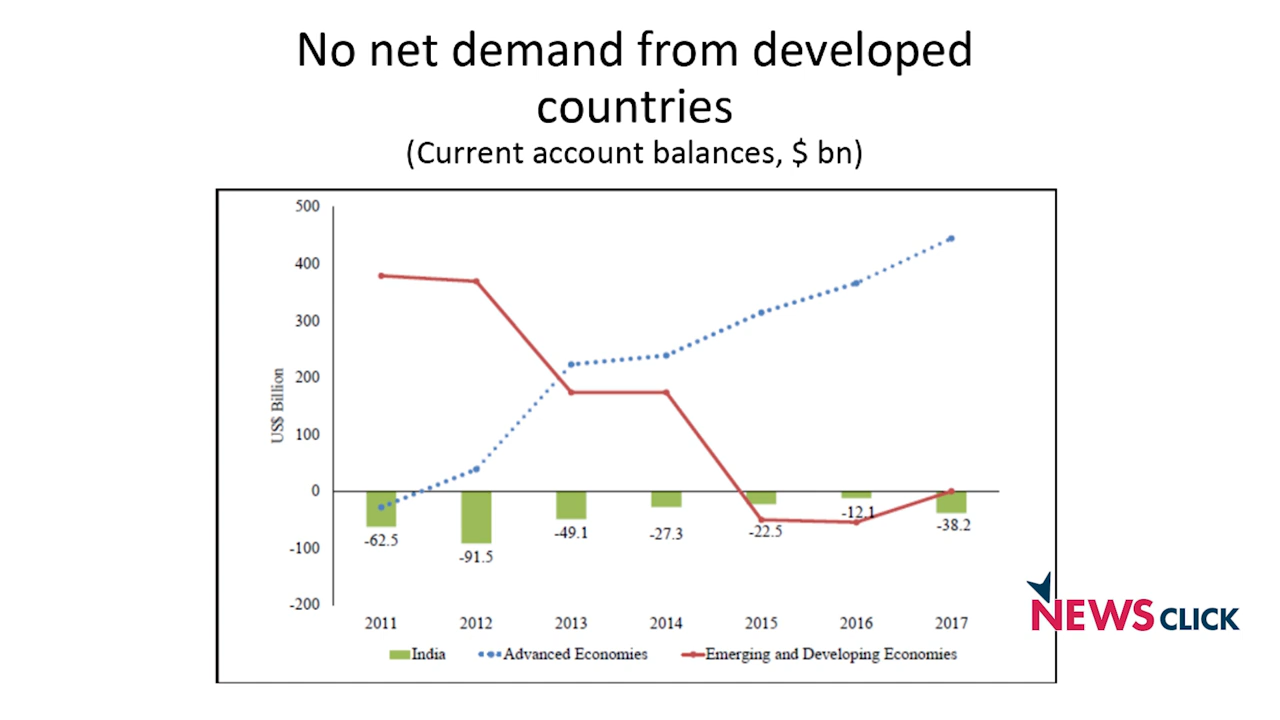 No net demand from developed
countries
(Current account balances, $ bn)
500
400
300
200
100
0
-100
-200
US$ Billion
-62.5
-91.5
-49.1
-27.3
-22.5
-12.1
-38.2
2011 2012 2013 2014 2015 2016 2017
India Advanced Economies Emerging and Developing Economies
NEWS CLICK